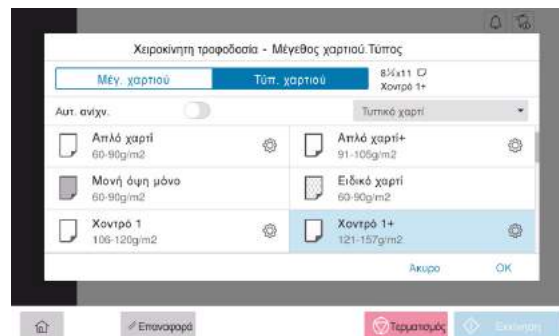 Χειροκίνητη τροφοδοσία - Μέγεθος χαρτιού.Τύπος
Μέγ. χαρτιού
Τύπ. χαρτιού
8½x11
Χοντρό 1+
Αυτ. ανίχν.
Τυπικό χαρτί
Απλό χαρτί
60-90g/m2
Απλό χαρτί+
91-105g/m2
Μονή όψη μόνο
60-90g/m2
Ειδικό χαρτί
60-90g/m2
Χοντρό 1
106-120g/m2
Χοντρό 1+
121-157g/m2
Άκυρο
OK
Επαναφορά
Τερματισμός
Εκκίνηση